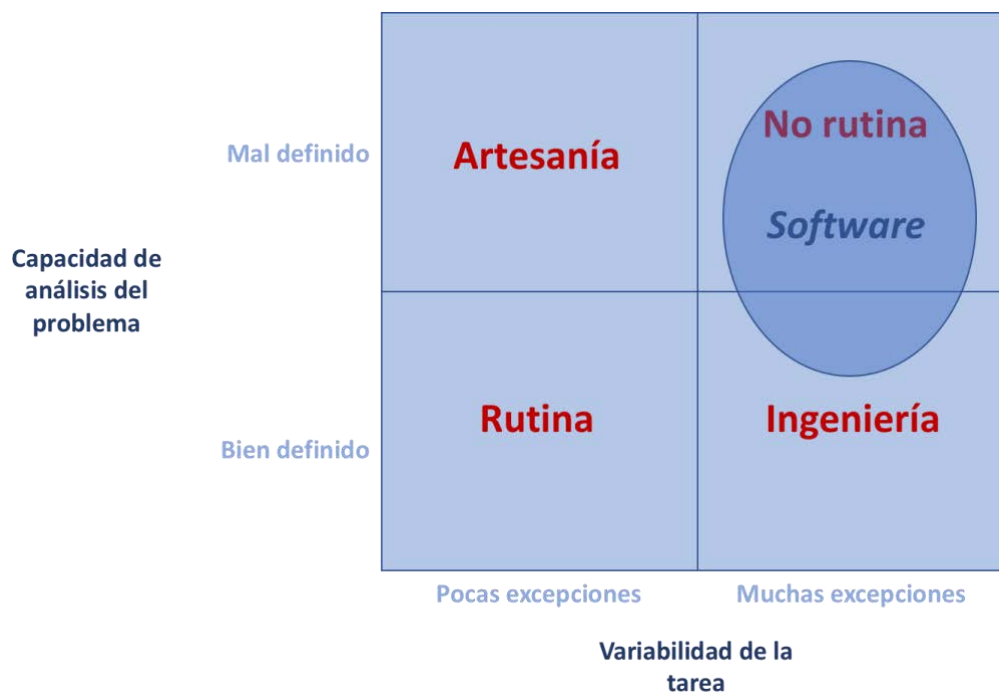 No rutina
Mal definido
Artesanía
Software
Capacidad de
análisis del
problema
Rutina
Ingeniería
Bien definido
Pocas excepciones
Muchas excepciones
Variabilidad de la
tarea